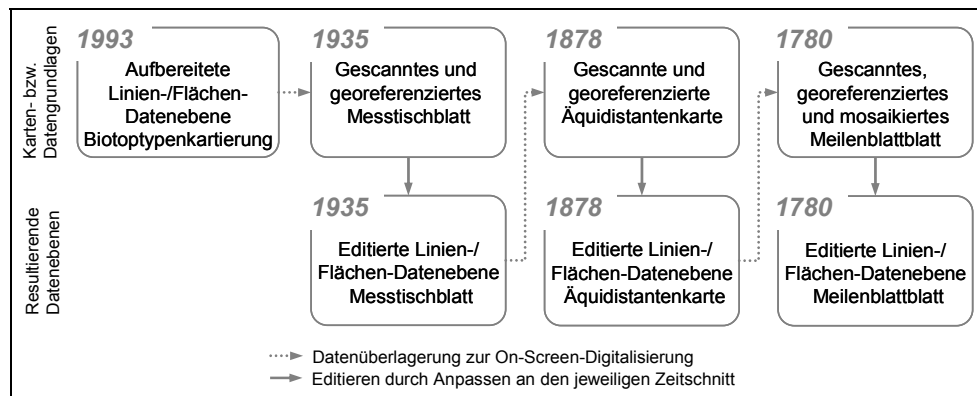 Karten- bzw.
Datengrundlagen
1993
Aufbereitete
Linien-/Flächen-
Datenebene
Biotoptypenkartierung
1935
Gescanntes und
georeferenziertes
Messtischblatt
1878
Gescannte und
georeferenzierte
Äquidistantenkarte
1780
Gescanntes,
georeferenziertes
und mosaikiertes
Meilenblattblatt
Resultierende
Datenebenen
1935
Editierte Linien-/
Flächen-Datenebene
Messtischblatt
1878
Editierte Linien-/
Flächen-Datenebene
Äquidistantenkarte
1780
Editierte Linien-/
Flächen-Datenebene
Meilenblattblatt
Datenüberlagerung zur On-Screen-Digitalisierung
Editieren durch Anpassen an den jeweiligen Zeitschnitt